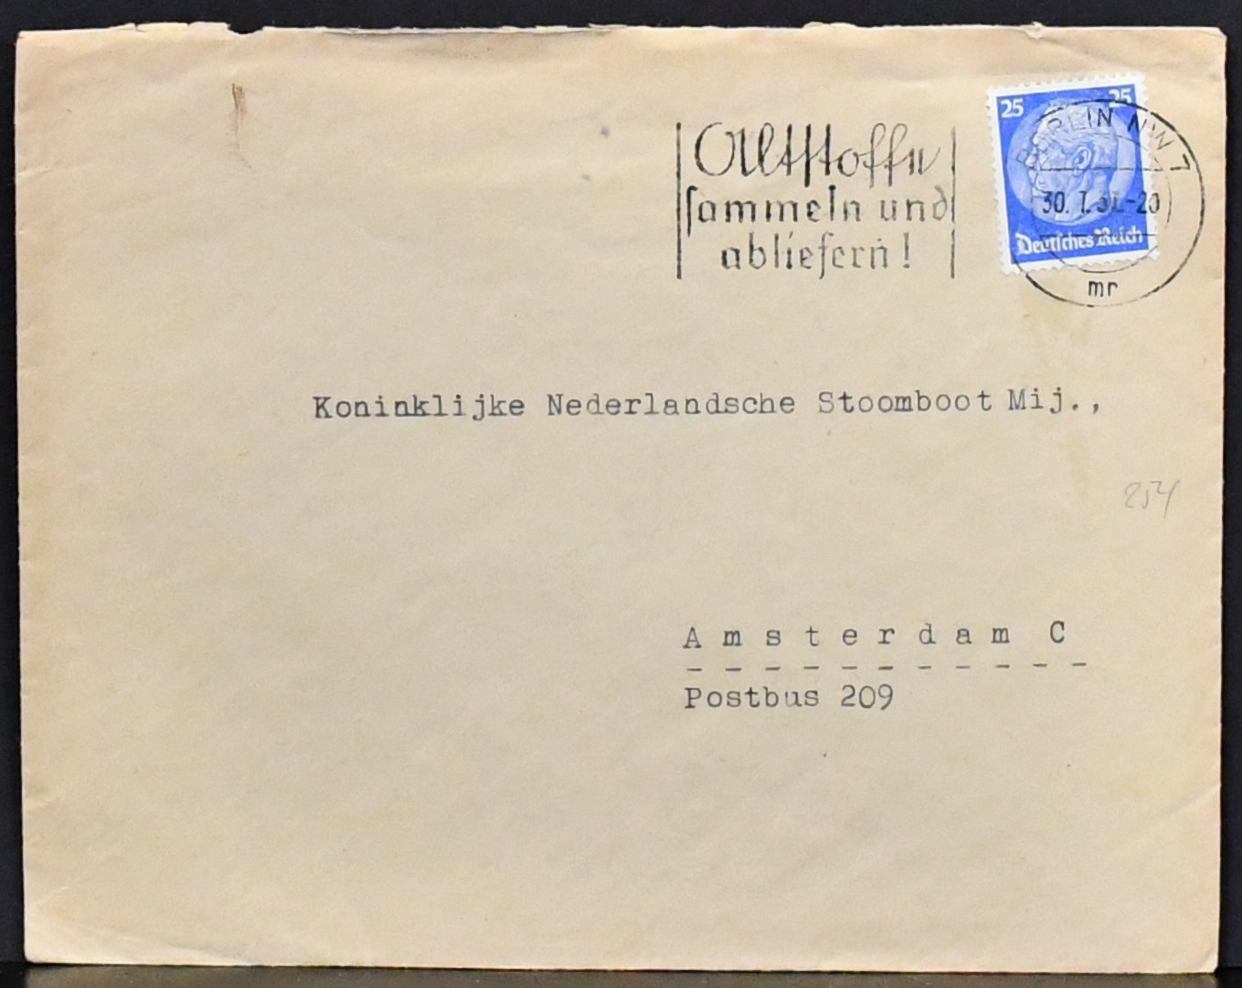 Altstoffe
sammeln und
abliefern!
25 25
Deutsches Reich
BERLIN NW 7
mr
Koninklijke Nederlandsche Stoomboot Mij.,
254
Amsterdam C
Postbus 209